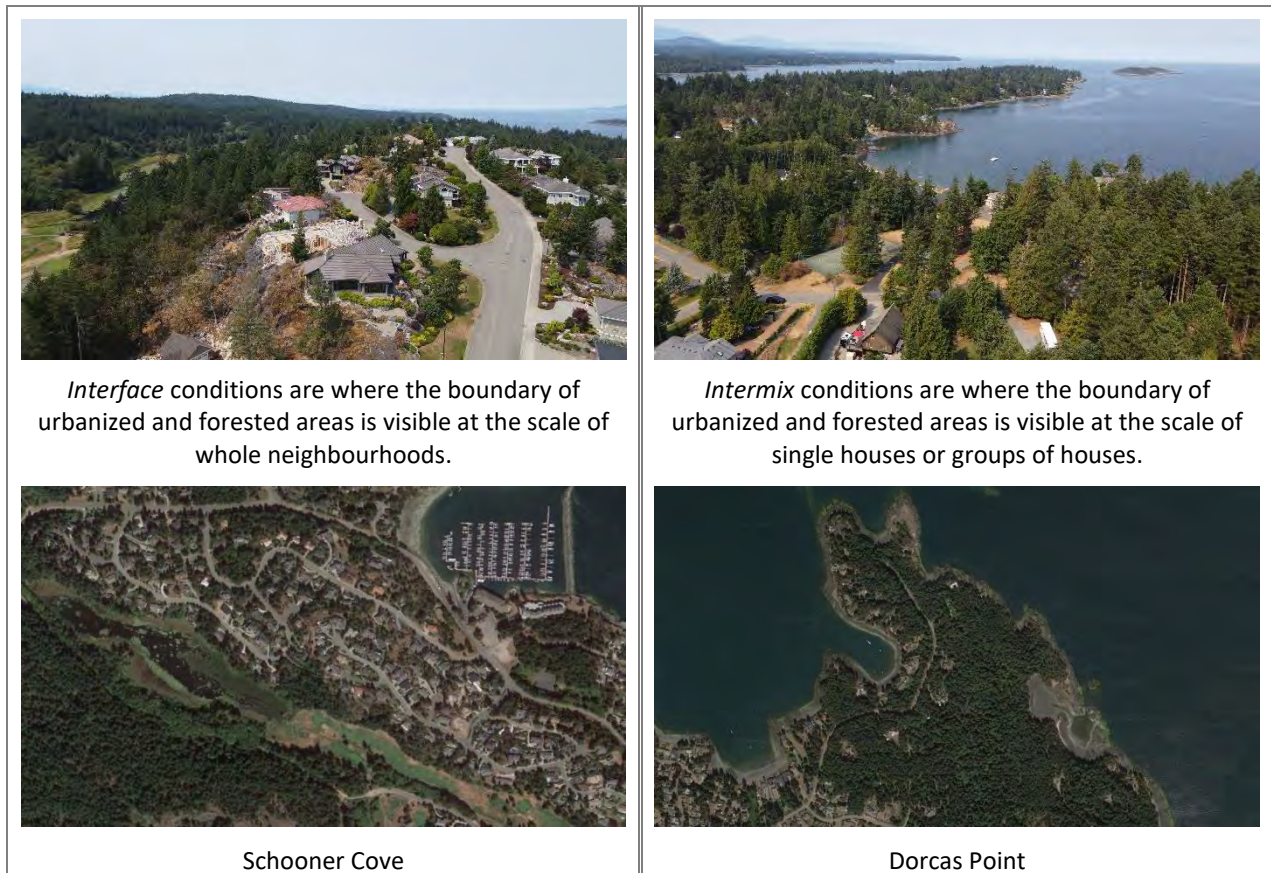 Interface conditions are where the boundary of
urbanized and forested areas is visible at the scale of
whole neighbourhoods.
Schooner Cove
Intermix conditions are where the boundary of
urbanized and forested areas is visible at the scale of
single houses or groups of houses.
Dorcas Point